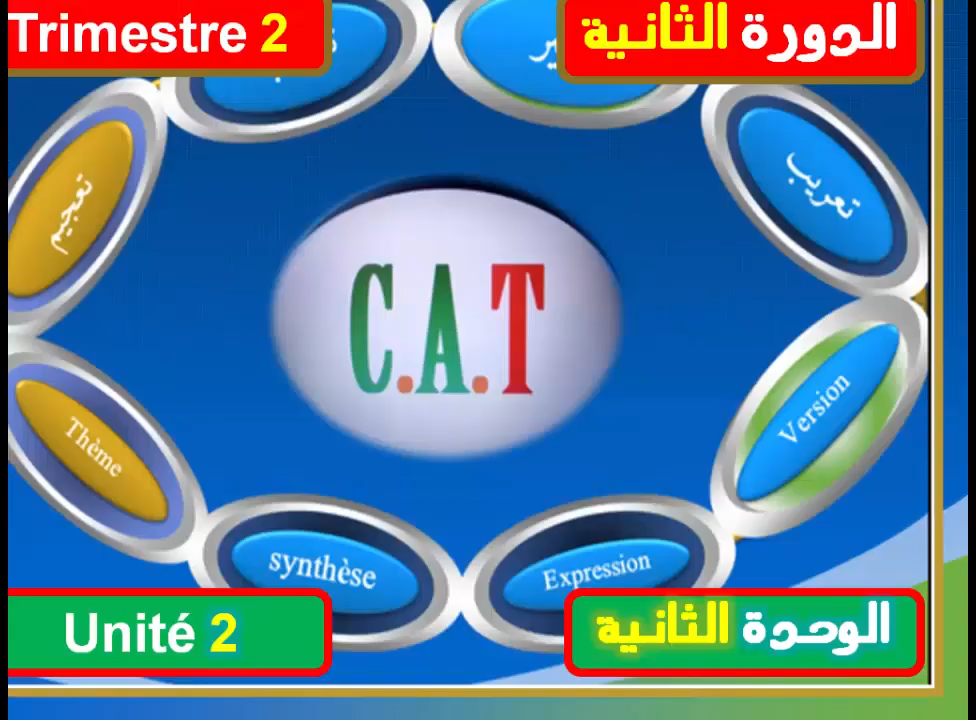 Trimestre 2
الدورة الثانية
تعجيم
تعريب
C.A.T
Thème
Version
synthèse
Expression
Unité 2
الوحدة الثانية